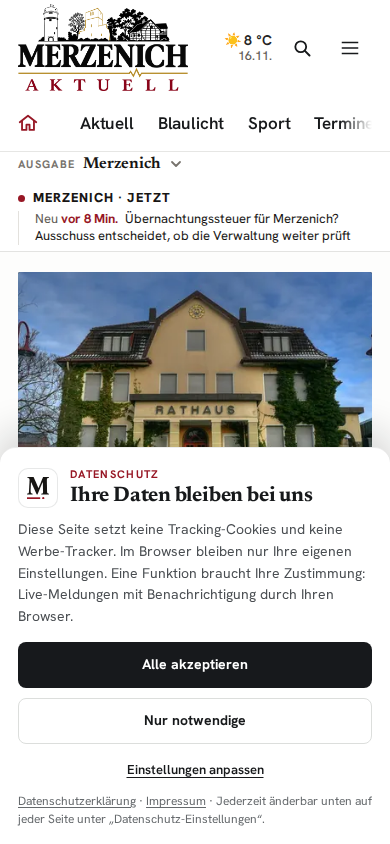 MERZENICH
AKTUELL
☀️ 8 °C
16.11.
Aktuell Blaulicht Sport Termine
AUSGABE Merzenich
MERZENICH · JETZT
Neu vor 8 Min. Übernachtungssteuer für Merzenich?
Ausschuss entscheidet, ob die Verwaltung weiter prüft
RATHAUS
M
DATENSCHUTZ
Ihre Daten bleiben bei uns
Diese Seite setzt keine Tracking-Cookies und keine
Werbe-Tracker. Im Browser bleiben nur Ihre eigenen
Einstellungen. Eine Funktion braucht Ihre Zustimmung:
Live-Meldungen mit Benachrichtigung durch Ihren
Browser.
Alle akzeptieren
Nur notwendige
Einstellungen anpassen
Datenschutzerklärung · Impressum · Jederzeit änderbar unten auf
jeder Seite unter „Datenschutz-Einstellungen“.